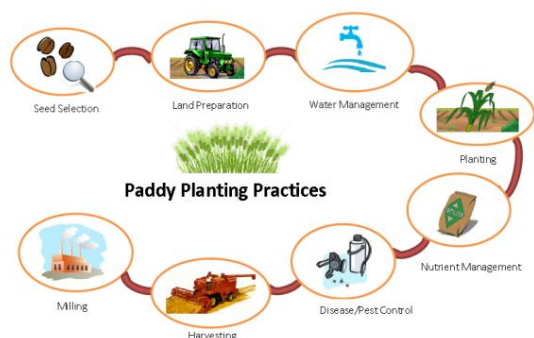 Seed Selection
Land Preparation
Water Management
Planting
Paddy Planting Practices
Nutrient Management
Disease/Pest Control
Harvesting
Milling